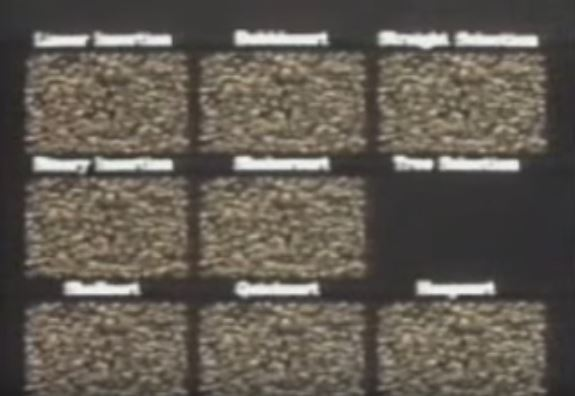 Linear Insertion
Bubblesort
Straight Selection
Binary Insertion
Shakersort
Tree Selection
Shellsort
Quicksort
Heapsort